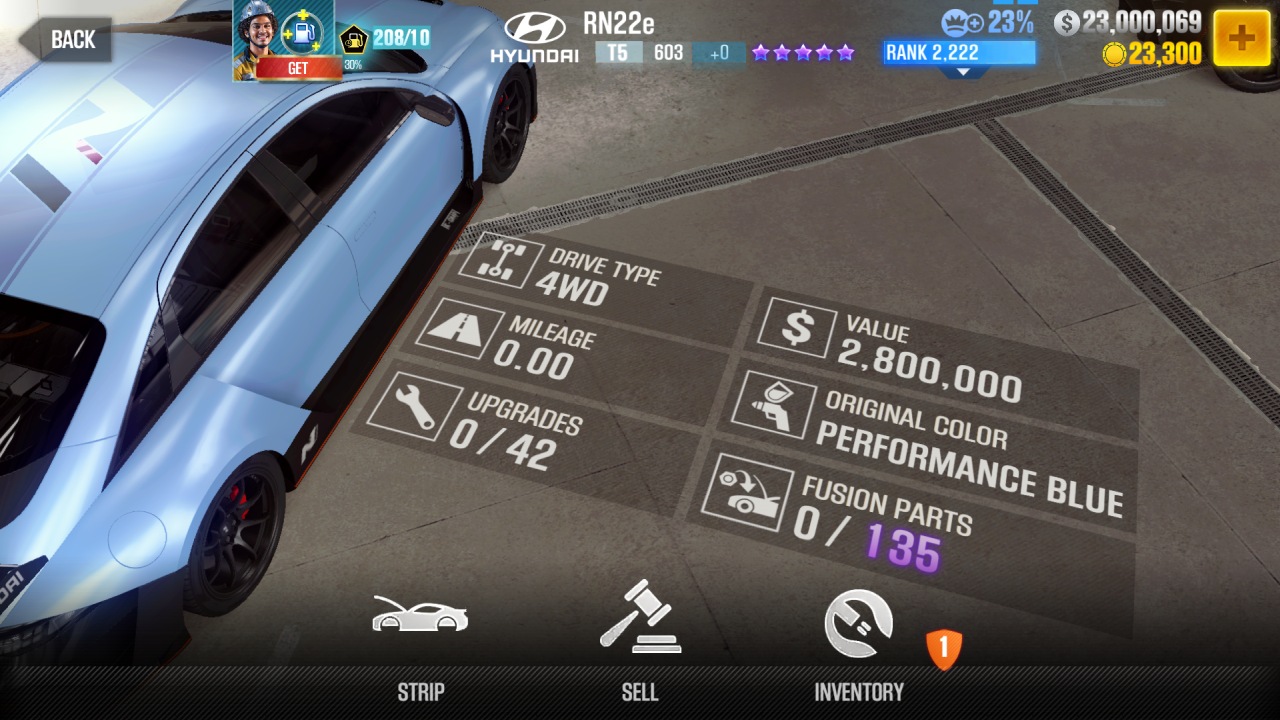 BACK
GET
30%
208/10
HYUNDAI
RN22e
T5 603 +0
23%
RANK 2,222
23,000,069
23,300
DRIVE TYPE
4WD
MILEAGE
0.00
UPGRADES
0 / 42
VALUE
2,800,000
ORIGINAL COLOR
PERFORMANCE BLUE
FUSION PARTS
0 / 135
STRIP
SELL
INVENTORY
1